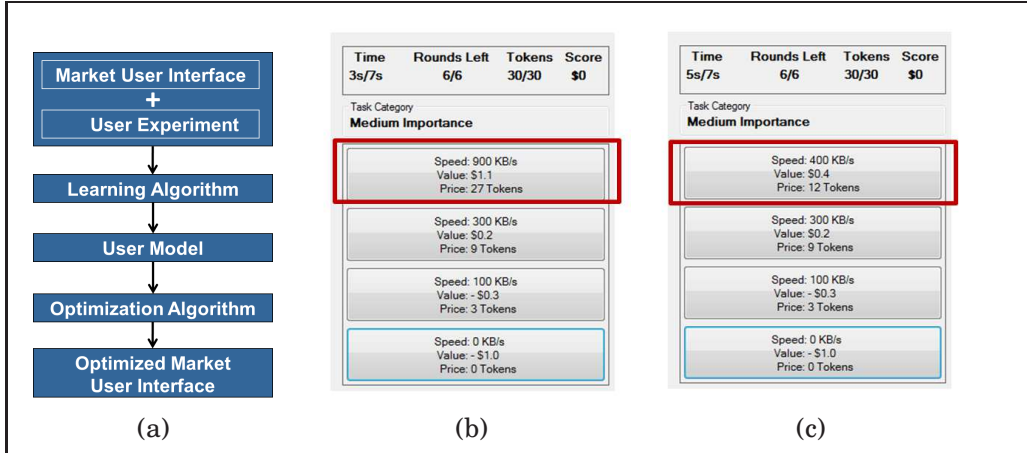 Market User Interface
+
User Experiment
Learning Algorithm
User Model
Optimization Algorithm
Optimized Market
User Interface
(a)
Time Rounds Left Tokens Score
3s/7s 6/6 30/30 $0
Task Category
Medium Importance
Speed: 900 KB/s
Value: $1.1
Price: 27 Tokens
Speed: 300 KB/s
Value: $0.2
Price: 9 Tokens
Speed: 100 KB/s
Value: - $0.3
Price: 3 Tokens
Speed: 0 KB/s
Value: - $1.0
Price: 0 Tokens
(b)
Time Rounds Left Tokens Score
5s/7s 6/6 30/30 $0
Task Category
Medium Importance
Speed: 400 KB/s
Value: $0.4
Price: 12 Tokens
Speed: 300 KB/s
Value: $0.2
Price: 9 Tokens
Speed: 100 KB/s
Value: - $0.3
Price: 3 Tokens
Speed: 0 KB/s
Value: - $1.0
Price: 0 Tokens
(c)